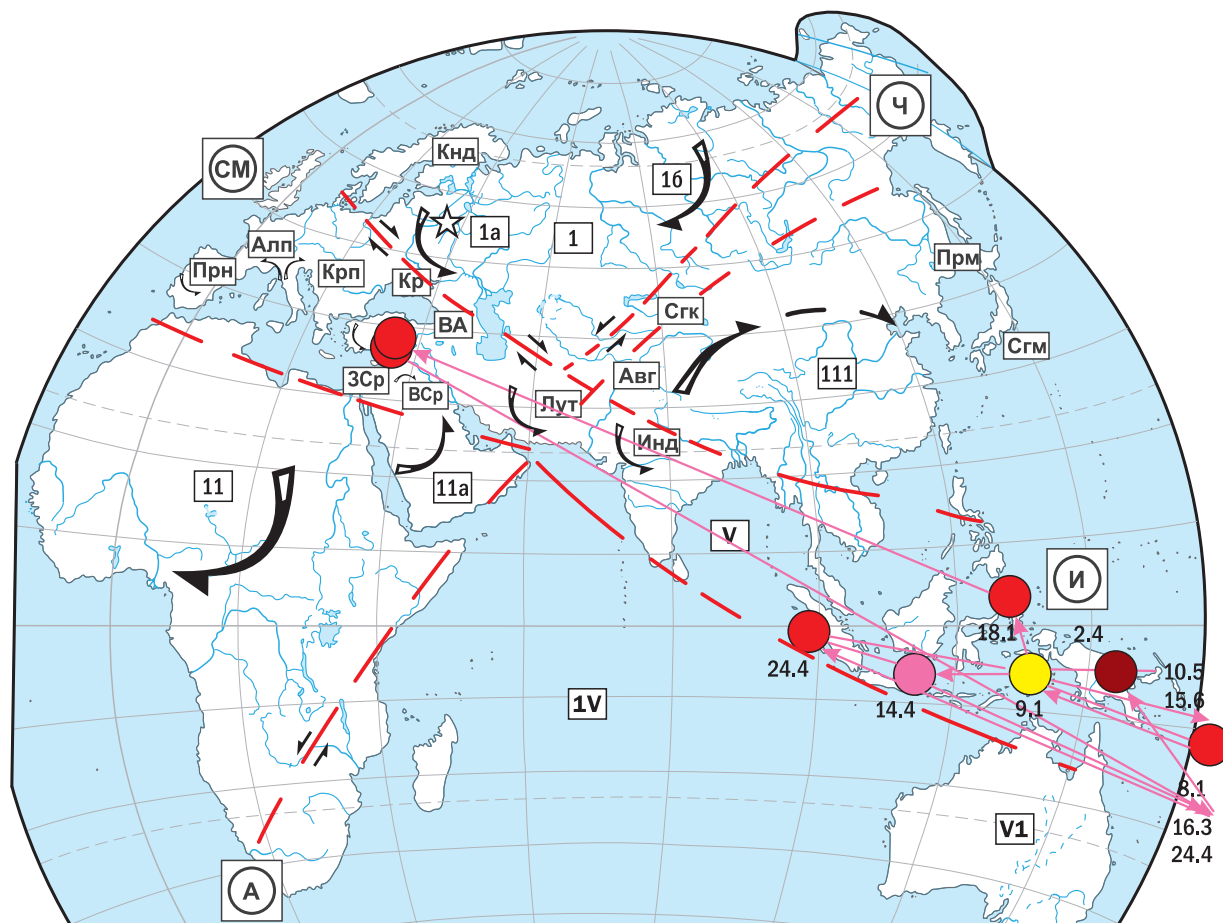 Ч
Кнд
СМ
1б
1а
1
Алп
Прн
Крп
Кр
Прм
Сгк
ВА
Сгм
ЗСр
ВСр
Лут
Авг
111
Инд
11
11а
V
И
18.1
2.4
24.4
10.5
14.4
9.1
15.6
1V
8.1
16.3
V1
24.4
А